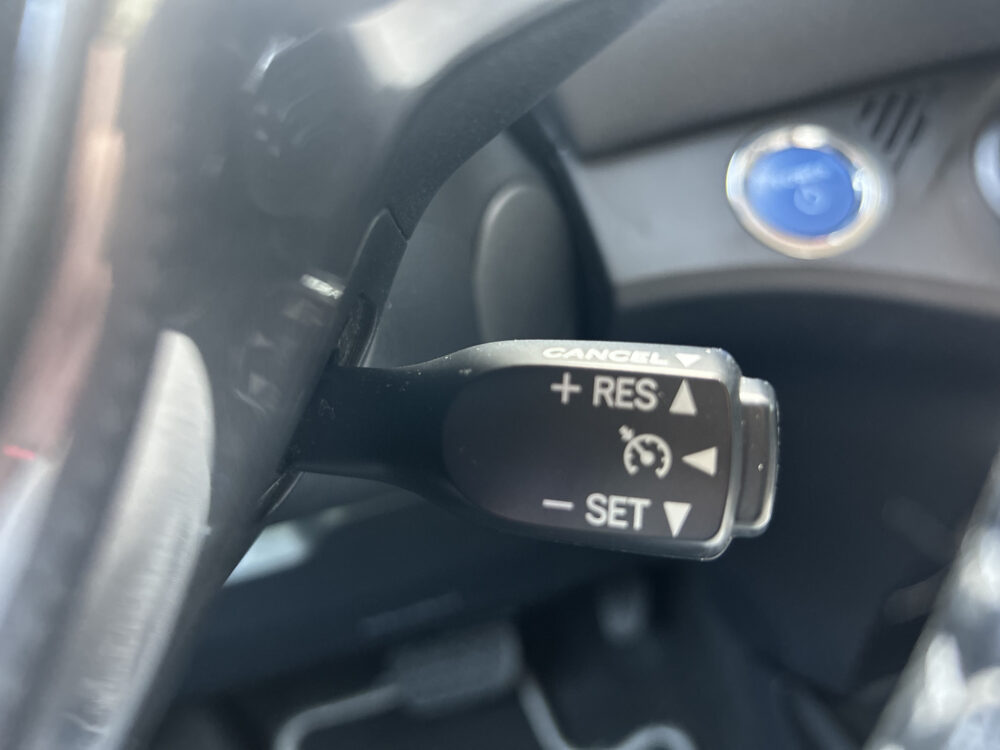 CANCEL ▼
+ RES ▲
◀
− SET ▼